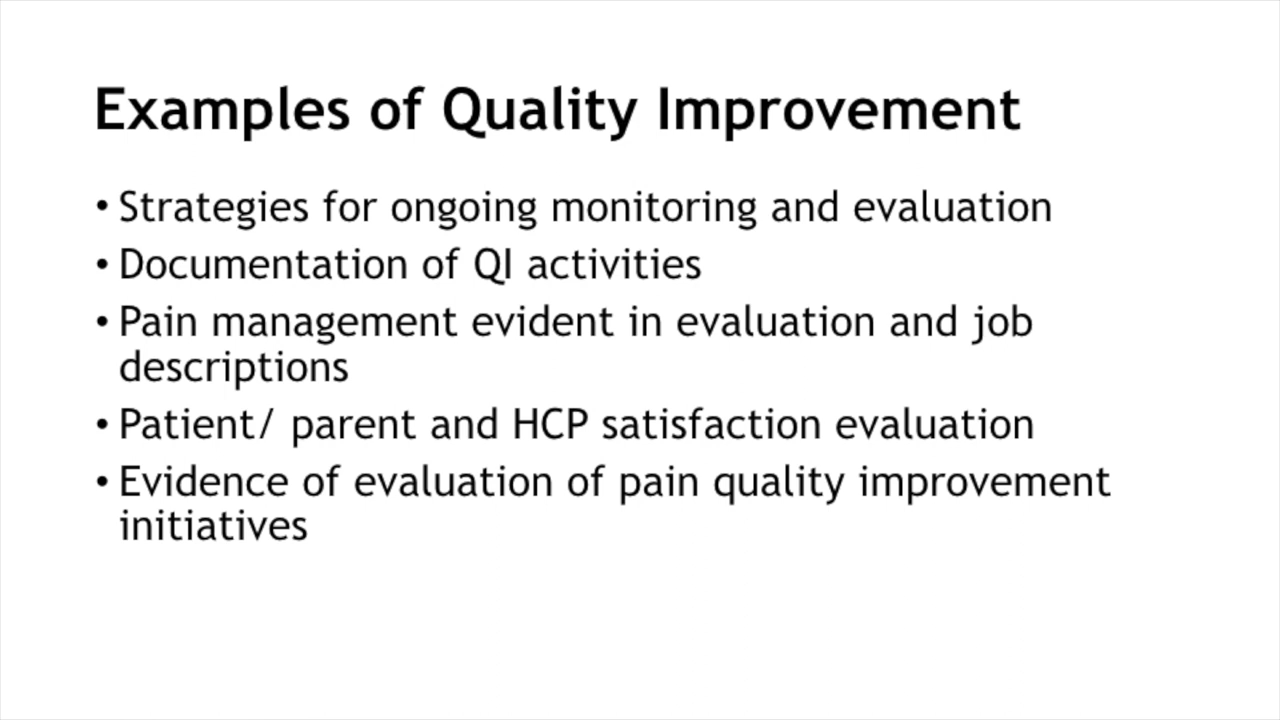 Examples of Quality Improvement
• Strategies for ongoing monitoring and evaluation
• Documentation of QI activities
• Pain management evident in evaluation and job
descriptions
• Patient/ parent and HCP satisfaction evaluation
• Evidence of evaluation of pain quality improvement
initiatives